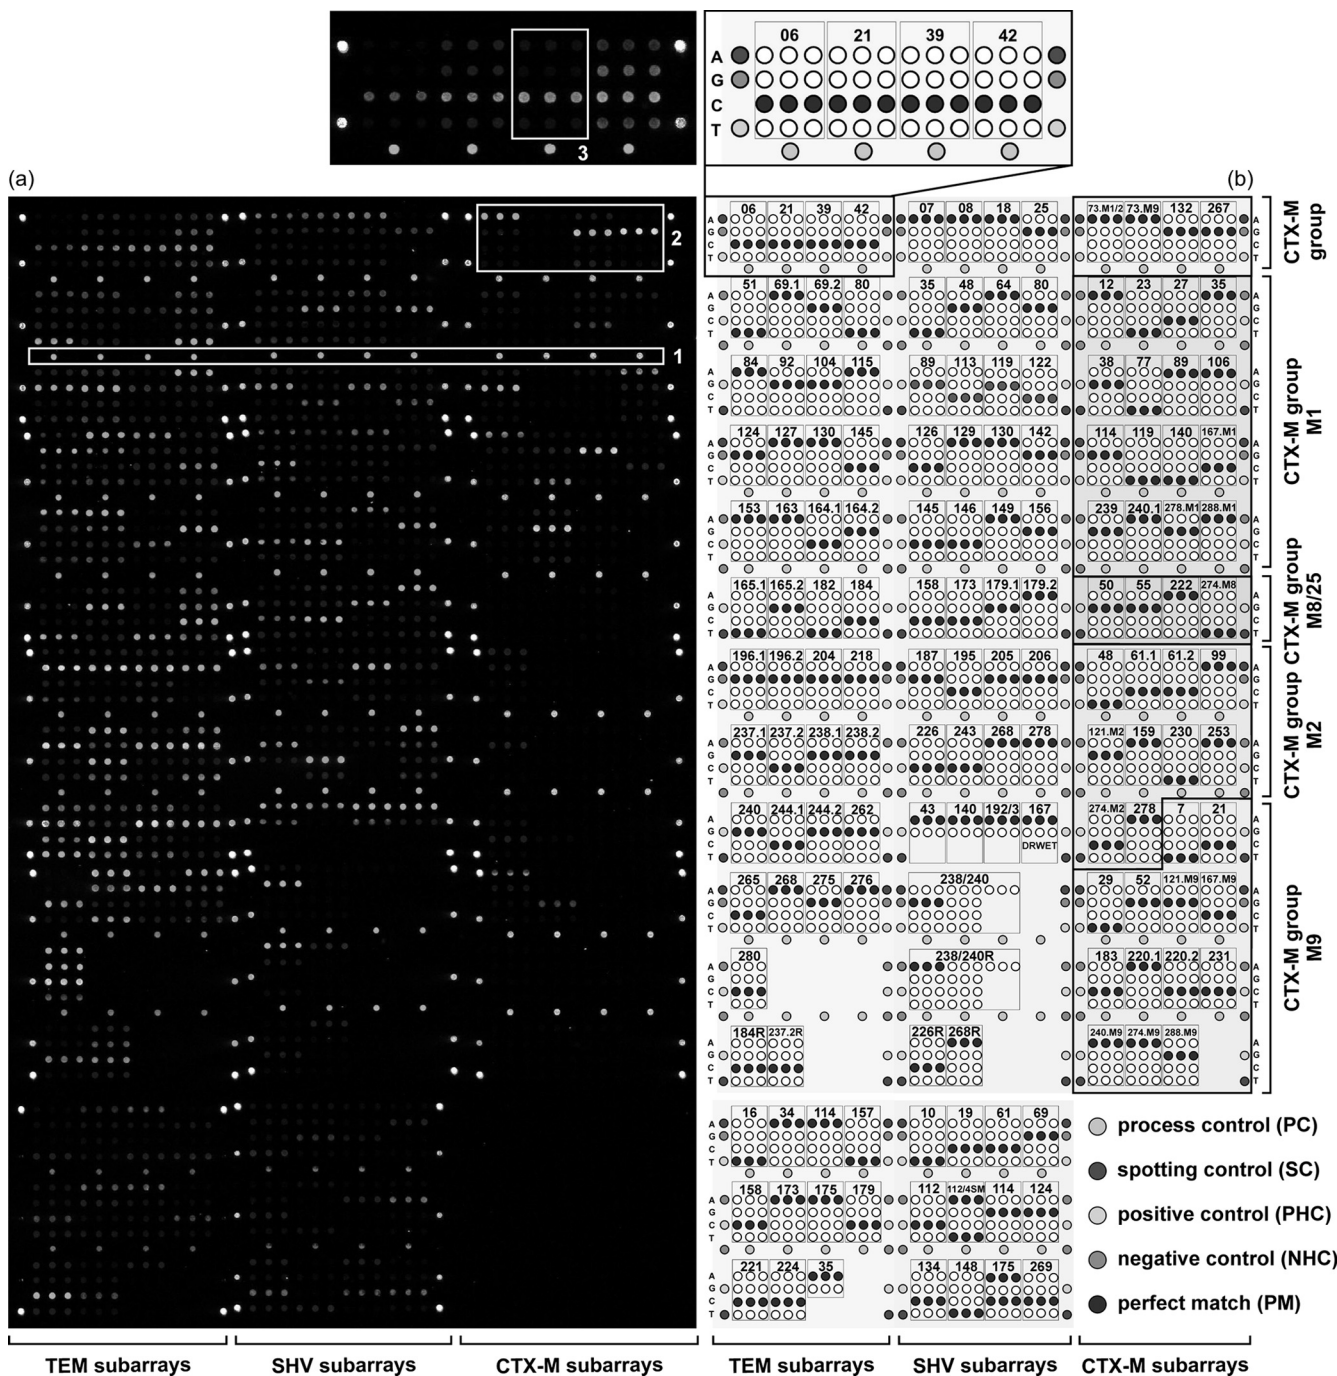 06 21 39 42
A
G
C
T
3
(a)
(b)
2
1
06 21 39 42 07 08 18 25 73.M1/2 73.M9 132 267
A G C T A G C T
51 69.1 69.2 80 35 48 64 80 12 23 27 35
A G C T A G C T
84 92 104 115 89 113 119 122 38 77 89 106
A G C T A G C T
124 127 130 145 126 129 130 142 114 119 140 167.M1
A G C T A G C T
153 163 164.1 164.2 145 146 149 156 239 240.1 278.M1 288.M1
A G C T A G C T
165.1 165.2 182 184 158 173 179.1 179.2 50 55 222 274.M8
A G C T A G C T
196.1 196.2 204 218 187 195 205 206 48 61.1 61.2 99
A G C T A G C T
237.1 237.2 238.1 238.2 226 243 268 278 121.M2 159 230 253
A G C T A G C T
240 244.1 244.2 262 43 140 192/3 167 274.M2 278 7 21
A G C T A G C T
DRWET
265 268 275 276 238/240 29 52 121.M9 167.M9
A G C T A G C T
280 238/240R 183 220.1 220.2 231
A G C T A G C T
184R 237.2R 226R 268R 240.M9 274.M9 288.M9
A G C T A G C T
16 34 114 157 10 19 61 69
A G C T
158 173 175 179 112 112/4SM 114 124
A G C T
221 224 35 134 148 175 269
A G C T
CTX-M
group
CTX-M group
M1
CTX-M group
M8/25
CTX-M group
M2
CTX-M group
M9
process control (PC)
spotting control (SC)
positive control (PHC)
negative control (NHC)
perfect match (PM)
TEM subarrays SHV subarrays CTX-M subarrays TEM subarrays SHV subarrays CTX-M subarrays